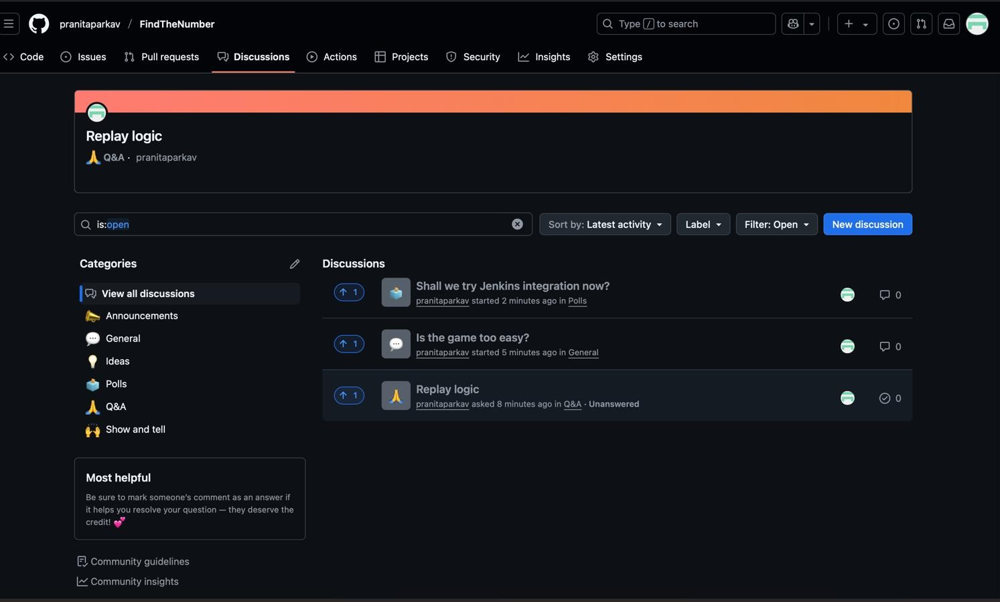 pranitaparkav / FindTheNumber
Type / to search
Code Issues Pull requests Discussions Actions Projects Security Insights Settings
Replay logic
Q&A · pranitaparkav
is:open
Sort by: Latest activity
Label
Filter: Open
New discussion
Categories
View all discussions
Announcements
General
Ideas
Polls
Q&A
Show and tell
Most helpful
Be sure to mark someone's comment as an answer if
it helps you resolve your question — they deserve the
credit! 💕
Community guidelines
Community insights
Discussions
1
Shall we try Jenkins integration now?
pranitaparkav started 2 minutes ago in Polls
0
1
Is the game too easy?
pranitaparkav started 5 minutes ago in General
0
1
Replay logic
pranitaparkav asked 8 minutes ago in Q&A · Unanswered
0